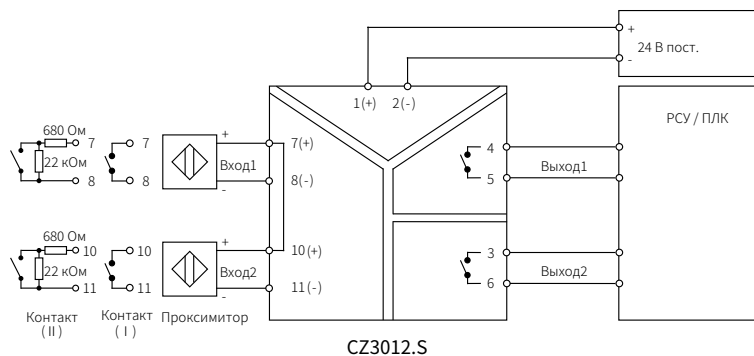 +
24 В пост.
-
1(+) 2(-)
РСУ / ПЛК
680 Ом
7 7
22 кОм
8 8
+
Вход1
-
7(+)
8(-)
4
Выход1
5
680 Ом
10 10
22 кОм
11 11
+
Вход2
-
10(+)
11(-)
3
Выход2
6
Контакт Контакт Проксимитор
(II) (I)
CZ3012.S